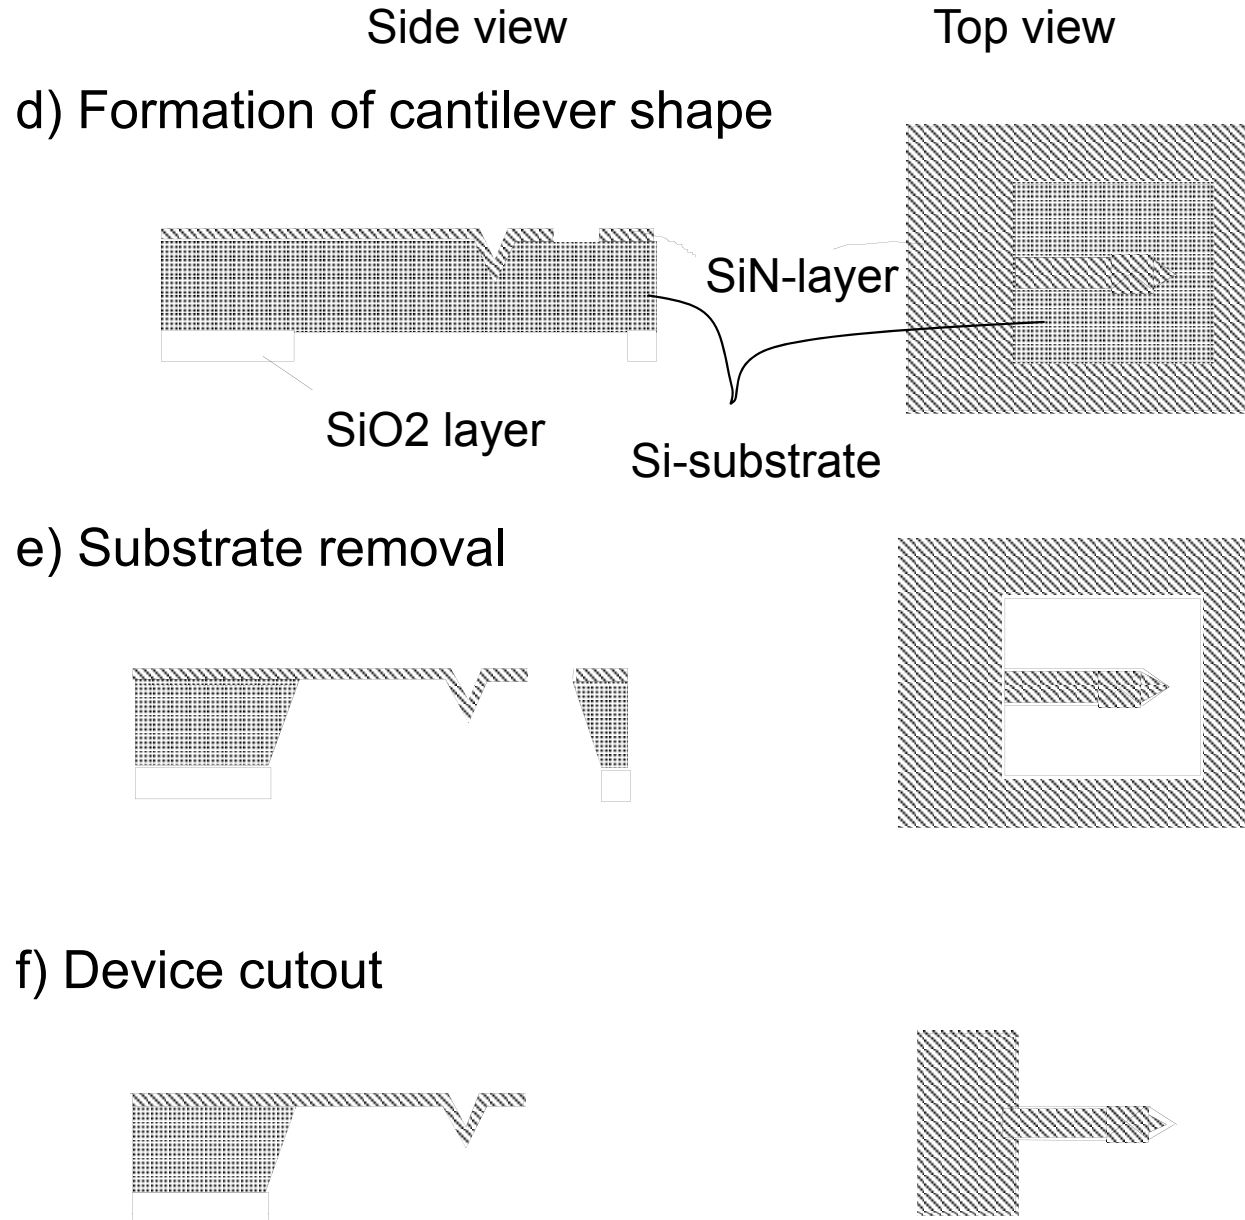 Side view
Top view
d) Formation of cantilever shape
SiN-layer
SiO2 layer
Si-substrate
e) Substrate removal
f) Device cutout